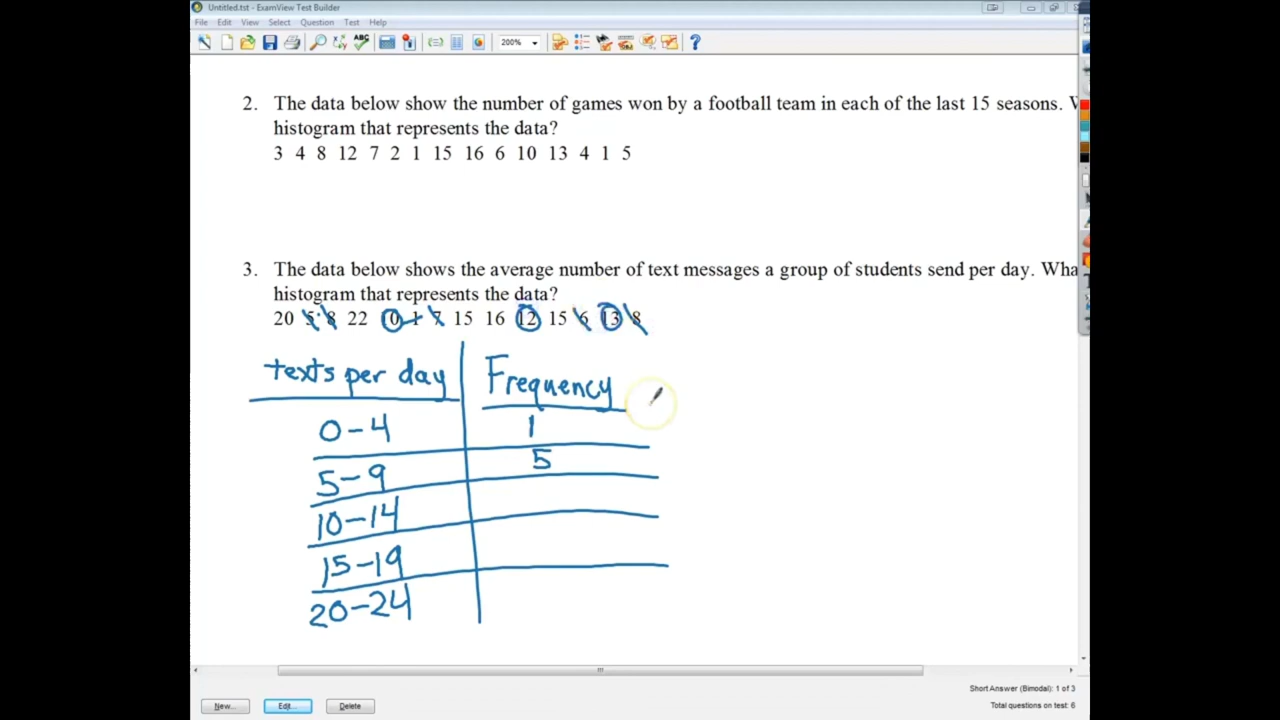 Untitled.tst - ExamView Test Builder
File Edit View Select Question Test Help
ABC 200% ?
2. The data below show the number of games won by a football team in each of the last 15 seasons.
histogram that represents the data?
3 4 8 12 7 2 1 15 16 6 10 13 4 1 5
3. The data below shows the average number of text messages a group of students send per day. Wha
histogram that represents the data?
20 5 8 22 10 1 7 15 16 12 15 6 13 8
texts per day Frequency
0-4 1
5-9 5
10-14
15-19
20-24
Short Answer (Bimodal): 1 of 3
New... Edit... Delete Total questions on test: 6